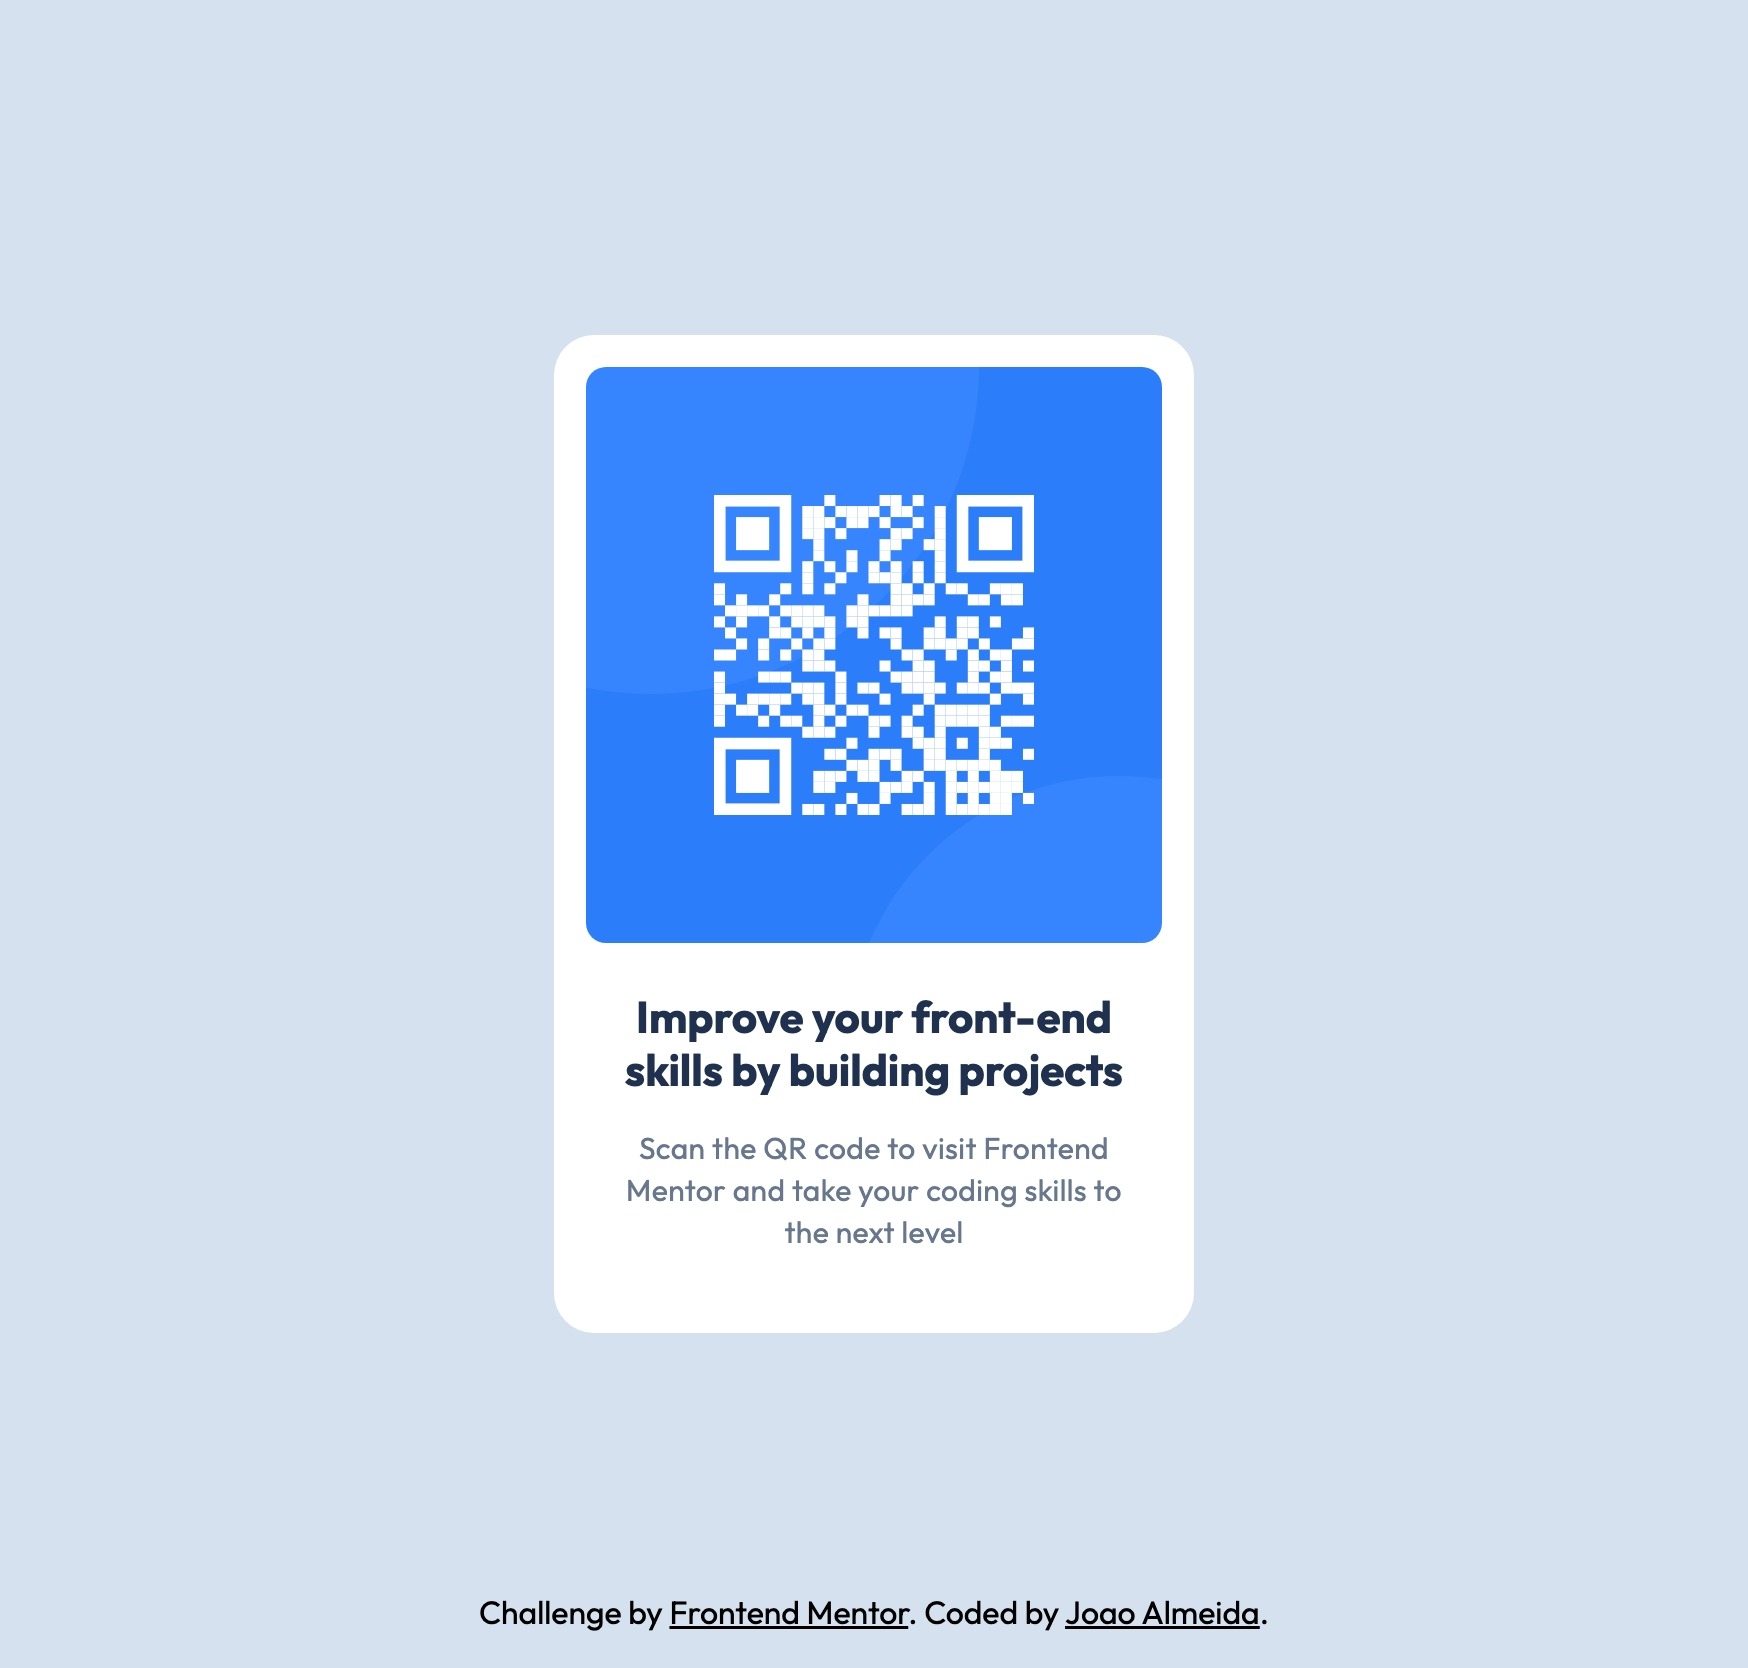 Improve your front-end
skills by building projects
Scan the QR code to visit Frontend
Mentor and take your coding skills to
the next level
Challenge by Frontend Mentor. Coded by Joao Almeida.